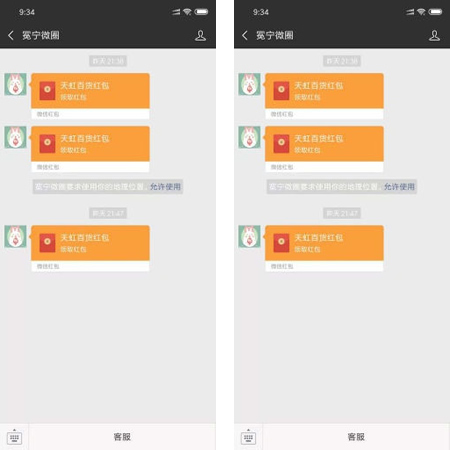 9:34
冕宁微圈
昨天 21:39
天虹百货红包
领取红包
微信红包
天虹百货红包
领取红包
微信红包
冕宁微圈要求使用你的地理位置，允许使用
昨天 21:47
天虹百货红包
领取红包
微信红包
客服
9:34
冕宁微圈
昨天 21:39
天虹百货红包
领取红包
微信红包
天虹百货红包
领取红包
微信红包
冕宁微圈要求使用你的地理位置，允许使用
昨天 21:47
天虹百货红包
领取红包
微信红包
客服